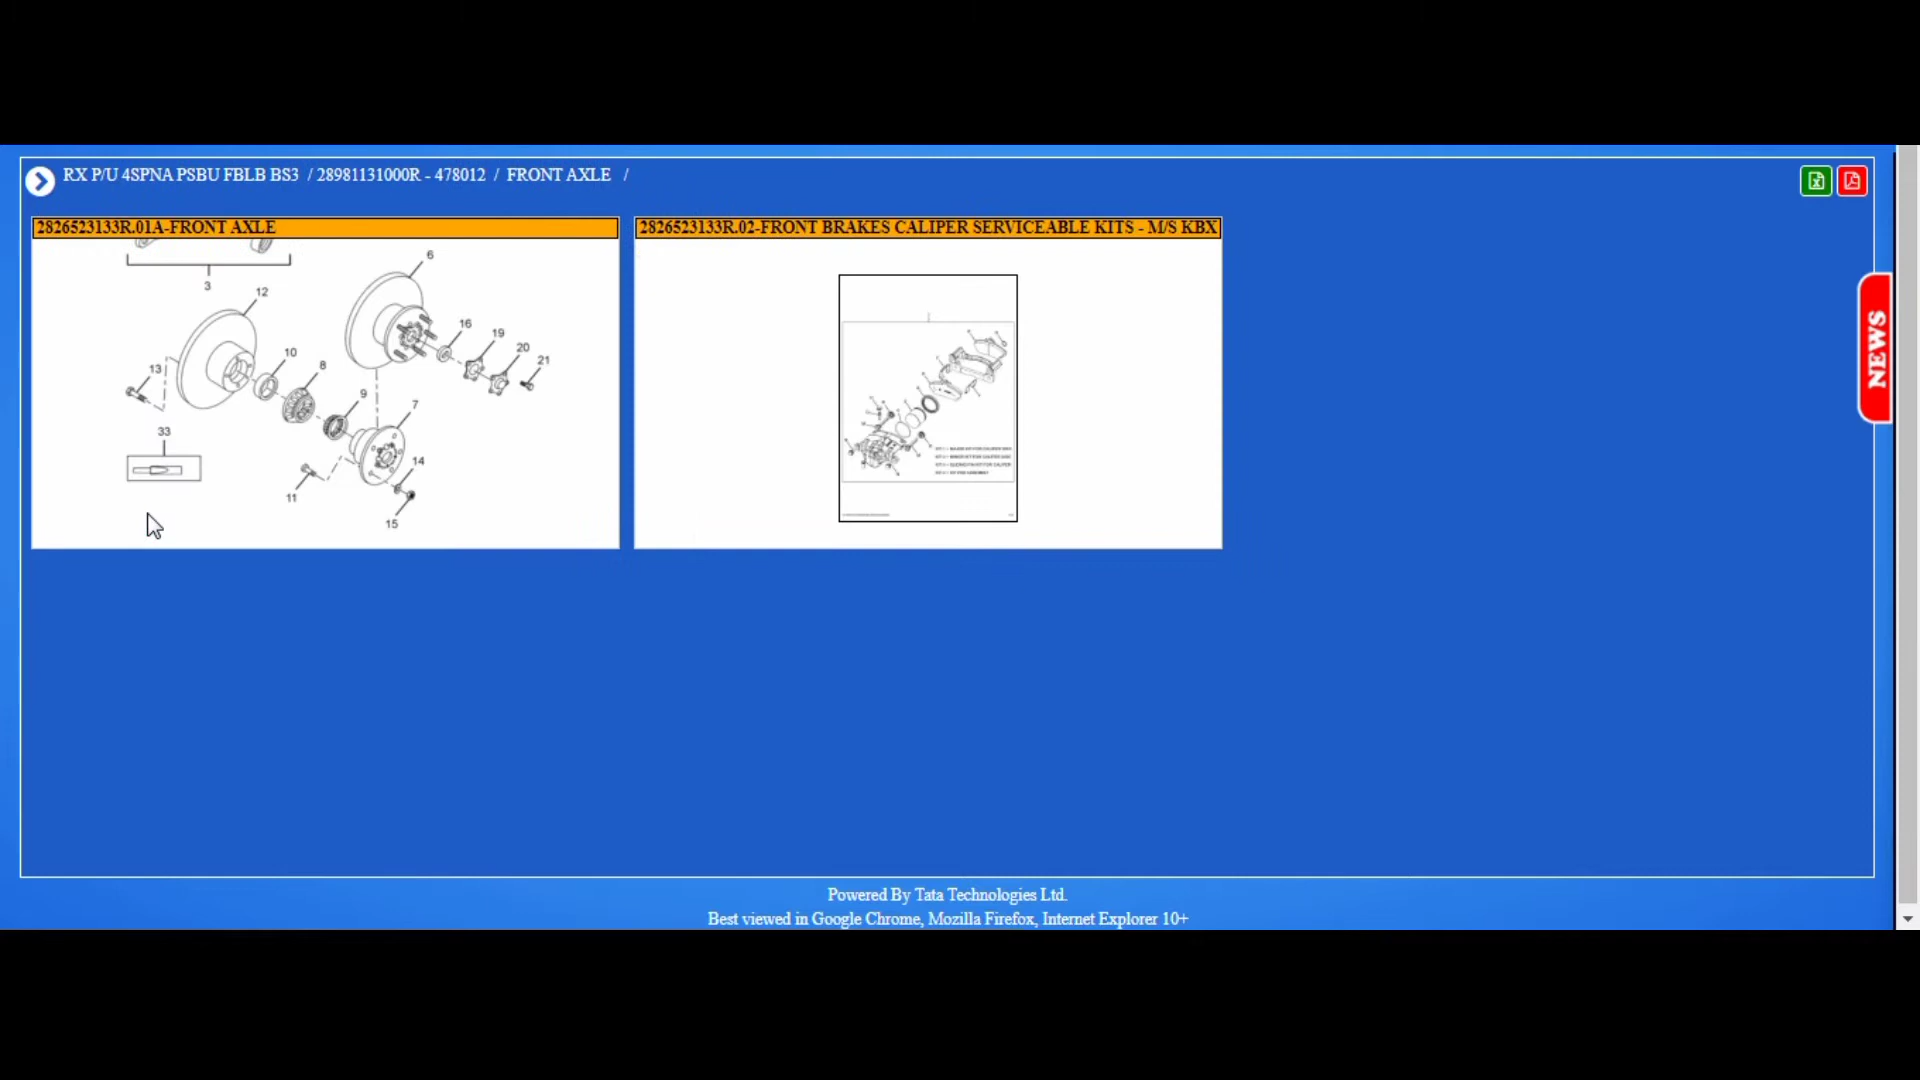 RX P/U 4SPNA PSBU FBLB BS3 / 28981131000R - 478012 / FRONT AXLE /
2826523133R.01A-FRONT AXLE
2826523133R.02-FRONT BRAKES CALIPER SERVICEABLE KITS - M/S KBX
6
3
12
16
19
10
20
8
21
13
9
7
33
14
11
15
NEWS
Powered By Tata Technologies Ltd.
Best viewed in Google Chrome, Mozilla Firefox, Internet Explorer 10+